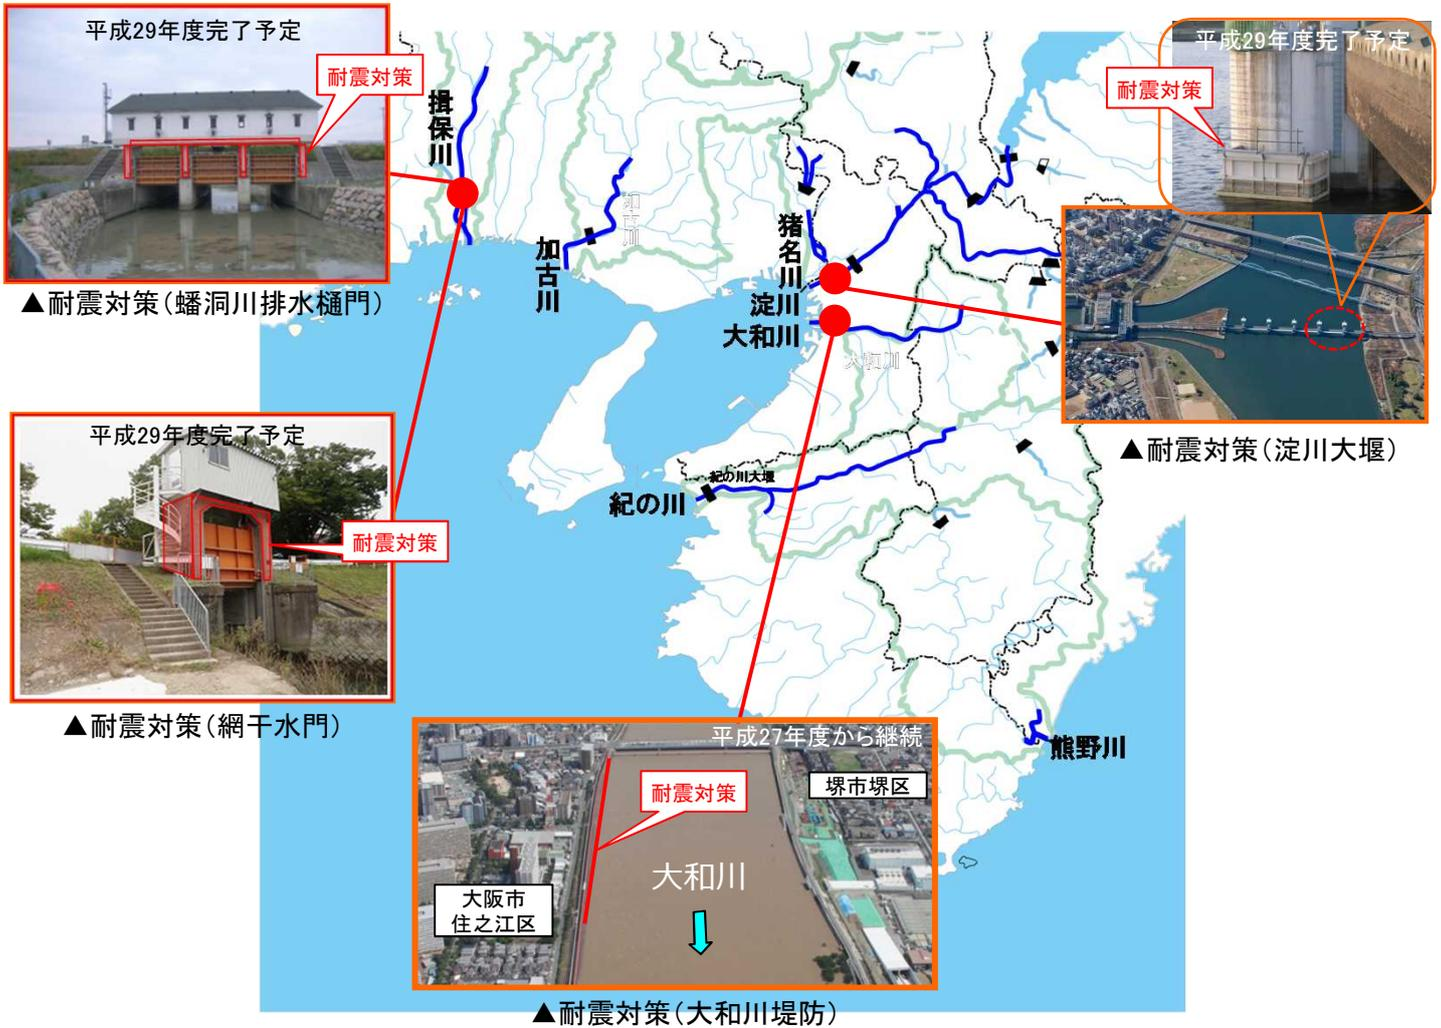 平成29年度完了予定
耐震対策
▲耐震対策（蟠洞川排水樋門）
平成29年度完了予定
耐震対策
▲耐震対策（網干水門）
揖保川
加古川
加古川
猪名川
淀川
大和川
大和川
紀の川大堰
紀の川
熊野川
平成29年度完了予定
耐震対策
▲耐震対策（淀川大堰）
平成27年度から継続
耐震対策
堺市堺区
大和川
大阪市
住之江区
▲耐震対策（大和川堤防）